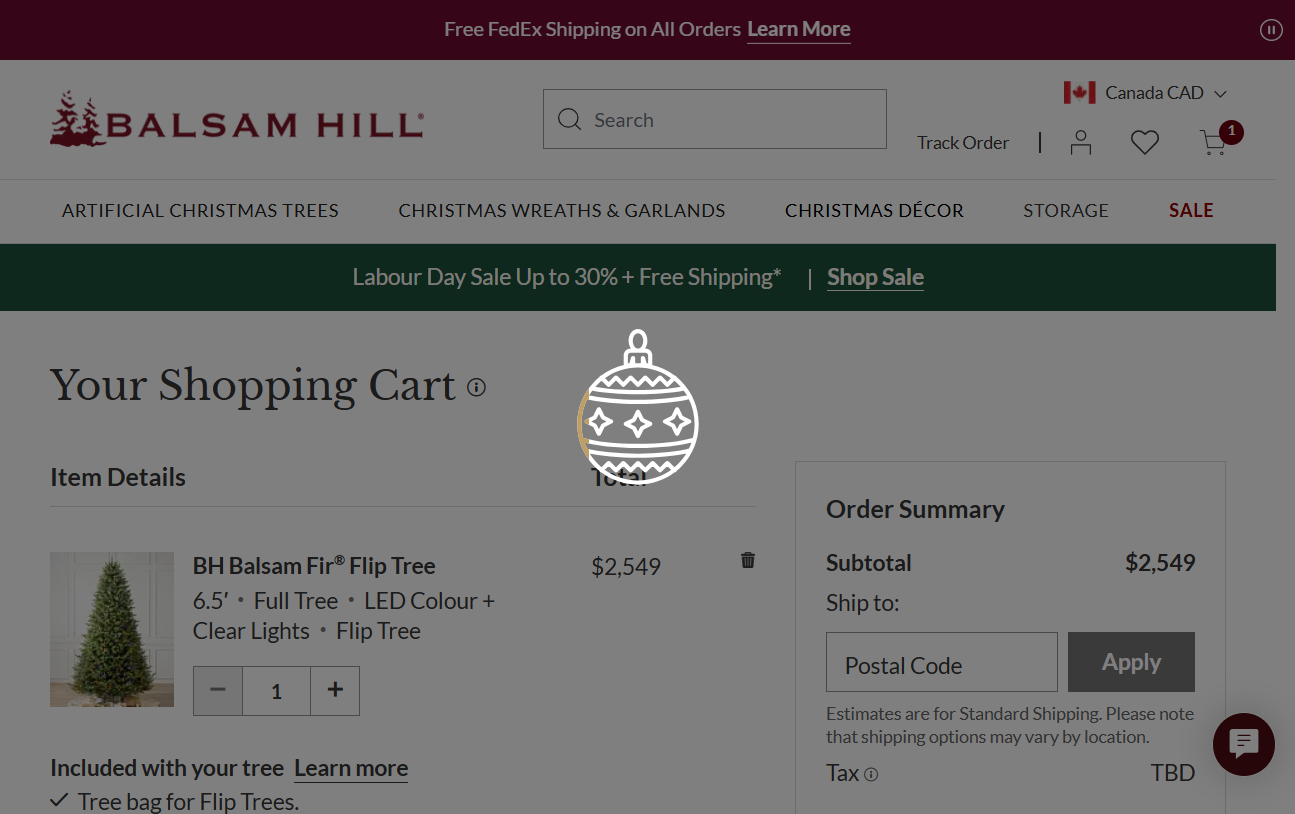 Free FedEx Shipping on All Orders Learn More
BALSAM HILL®
Search
Canada CAD
Track Order
1
ARTIFICIAL CHRISTMAS TREES
CHRISTMAS WREATHS & GARLANDS
CHRISTMAS DÉCOR
STORAGE
SALE
Labour Day Sale Up to 30% + Free Shipping* | Shop Sale
Your Shopping Cart
Item Details
Total
BH Balsam Fir® Flip Tree
$2,549
6.5′ • Full Tree • LED Colour +
Clear Lights • Flip Tree
− 1 +
Included with your tree Learn more
Tree bag for Flip Trees.
Order Summary
Subtotal $2,549
Ship to:
Postal Code
Apply
Estimates are for Standard Shipping. Please note
that shipping options may vary by location.
Tax TBD